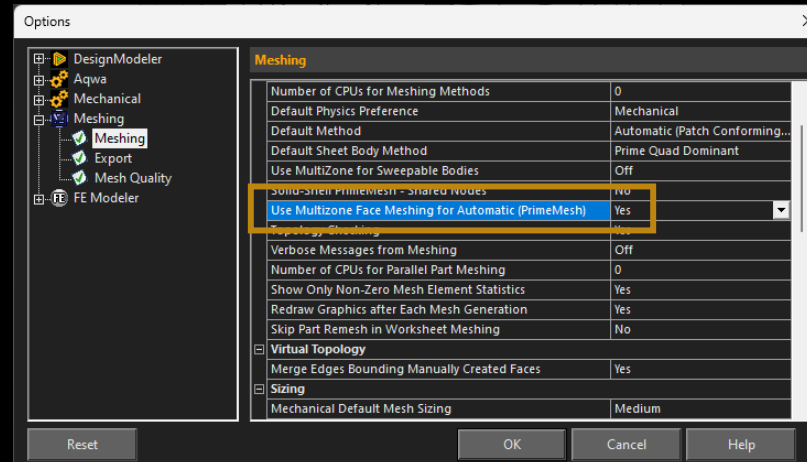 Options
DesignModeler
Aqwa
Mechanical
Meshing
Meshing
Export
Mesh Quality
FE Modeler
Meshing
Number of CPUs for Meshing Methods 0
Default Physics Preference Mechanical
Default Method Automatic (Patch Conforming...
Default Sheet Body Method Prime Quad Dominant
Use MultiZone for Sweepable Bodies Off
Solid-Shell PrimeMesh - Shared Nodes No
Use Multizone Face Meshing for Automatic (PrimeMesh) Yes
Topology Checking Yes
Verbose Messages from Meshing Off
Number of CPUs for Parallel Part Meshing 0
Show Only Non-Zero Mesh Element Statistics Yes
Redraw Graphics after Each Mesh Generation Yes
Skip Part Remesh in Worksheet Meshing No
Virtual Topology
Merge Edges Bounding Manually Created Faces Yes
Sizing
Mechanical Default Mesh Sizing Medium
Reset OK Cancel Help